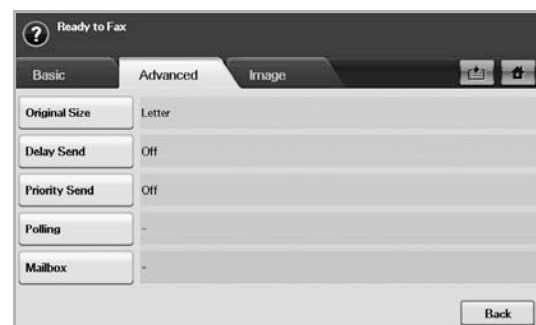 ? Ready to Fax
Basic Advanced Image
Original Size Letter
Delay Send Off
Priority Send Off
Polling -
Mailbox -
Back